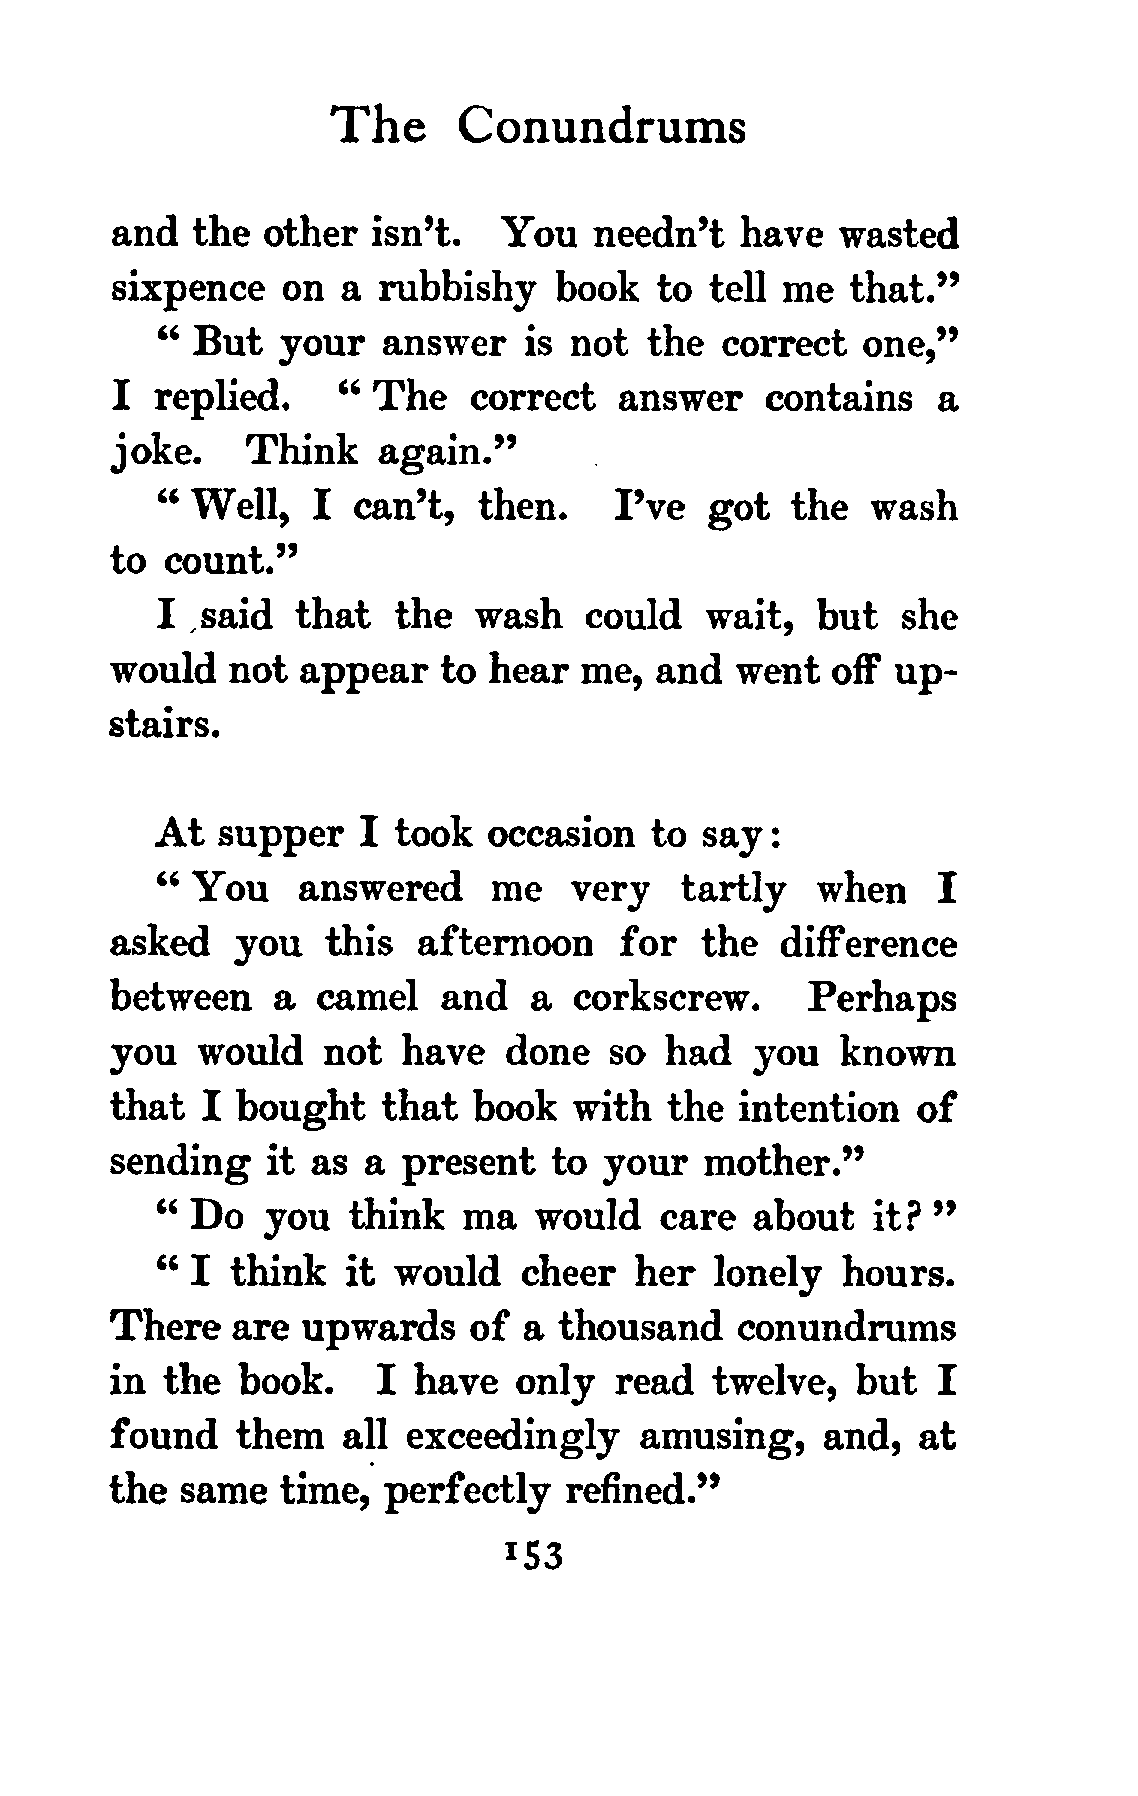 The Conundrums
and the other isn't. You needn't have wasted
sixpence on a rubbishy book to tell me that."
" But your answer is not the correct one,"
I replied. " The correct answer contains a
joke. Think again."
" Well, I can't, then. I've got the wash
to count."
I said that the wash could wait, but she
would not appear to hear me, and went off up-
stairs.
At supper I took occasion to say:
" You answered me very tartly when I
asked you this afternoon for the difference
between a camel and a corkscrew. Perhaps
you would not have done so had you known
that I bought that book with the intention of
sending it as a present to your mother."
" Do you think ma would care about it? "
" I think it would cheer her lonely hours.
There are upwards of a thousand conundrums
in the book. I have only read twelve, but I
found them all exceedingly amusing, and, at
the same time, perfectly refined."
153